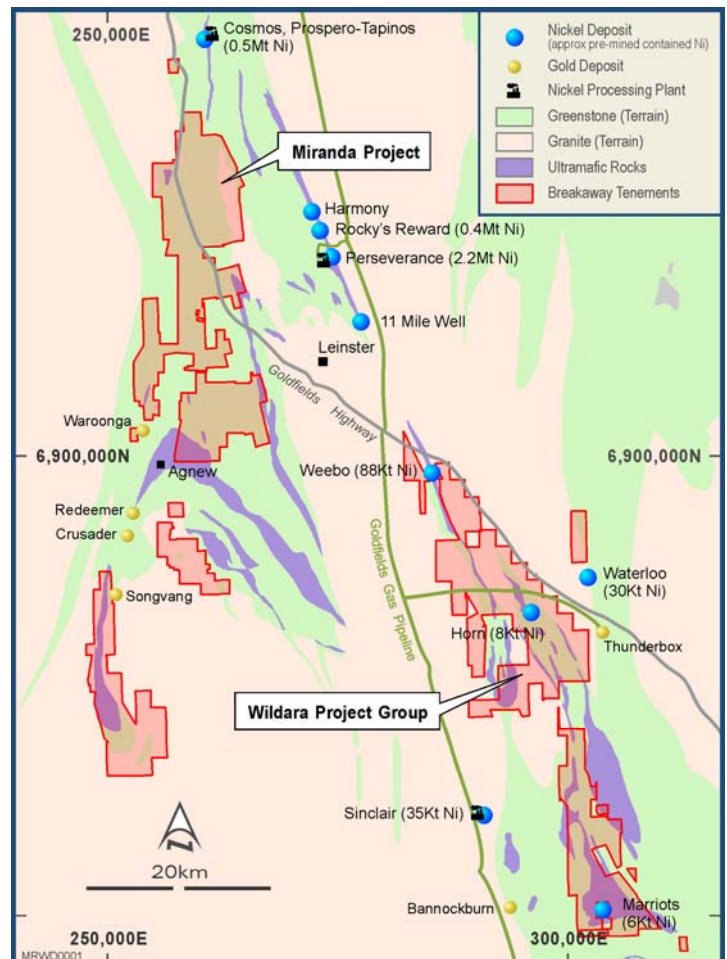 250,000E
Cosmos, Prospero-Tapinos
(0.5Mt Ni)
Nickel Deposit
(approx pre-mined contained Ni)
Gold Deposit
Nickel Processing Plant
Greenstone (Terrain)
Granite (Terrain)
Ultramafic Rocks
Breakaway Tenements
Miranda Project
Harmony
Rocky's Reward (0.4Mt Ni)
Perseverance (2.2Mt Ni)
11 Mile Well
Leinster
Goldfields Highway
Waroonga
6,900,000N
6,900,000N
Agnew
Weebo (88Kt Ni)
Redeemer
Crusader
Goldfields Gas Pipeline
Waterloo
(30Kt Ni)
Songvang
Horn (8Kt Ni)
Thunderbox
Wildara Project Group
Sinclair (35Kt Ni)
20km
Bannockburn
Marriots
(6Kt Ni)
250,000E
300,000E
MRWD0001